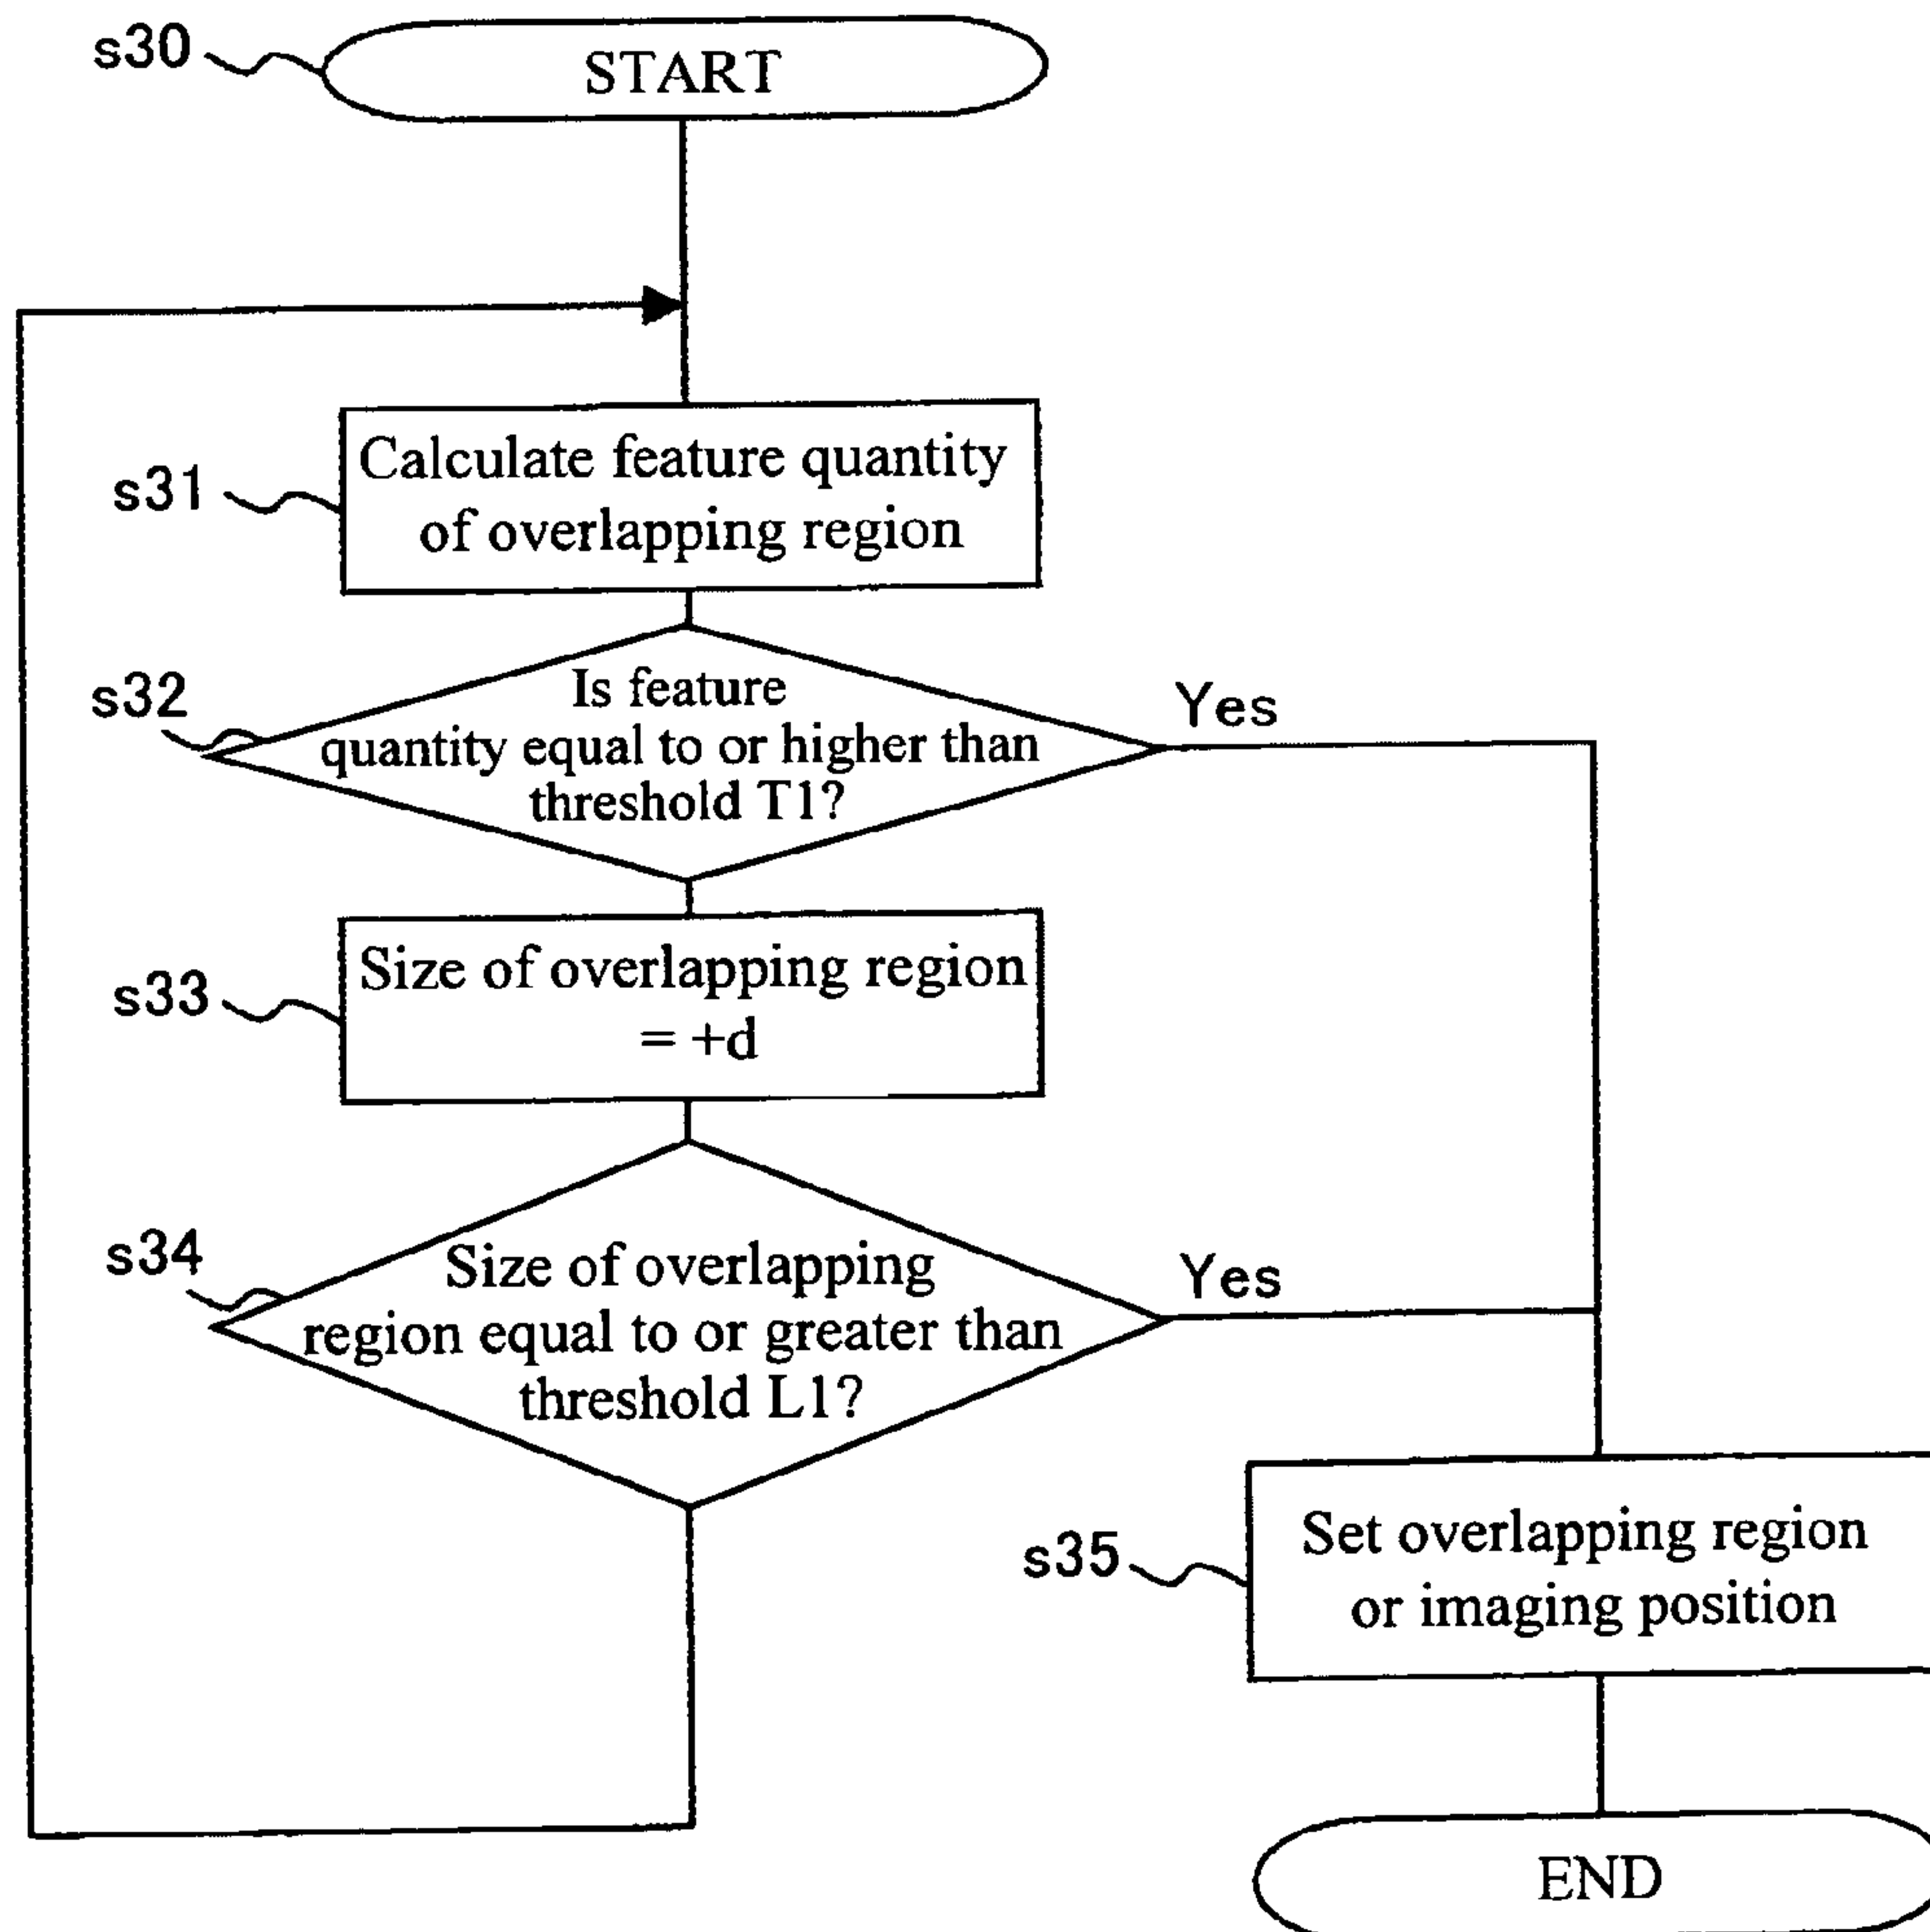 s30
START
s31
Calculate feature quantity
of overlapping region
s32
Is feature
quantity equal to or higher than
threshold T1?
Yes
s33
Size of overlapping region
= +d
s34
Size of overlapping
region equal to or greater than
threshold L1?
Yes
s35
Set overlapping region
or imaging position
END